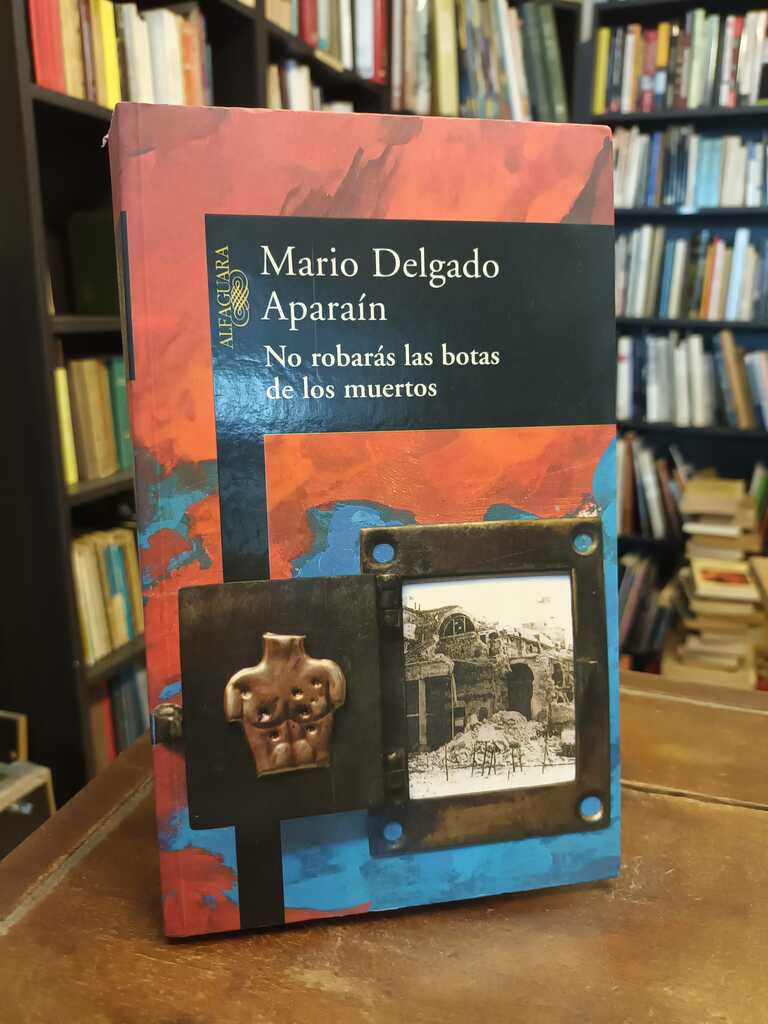 ALFAGUARA
Mario Delgado
Aparaín
No robarás las botas
de los muertos